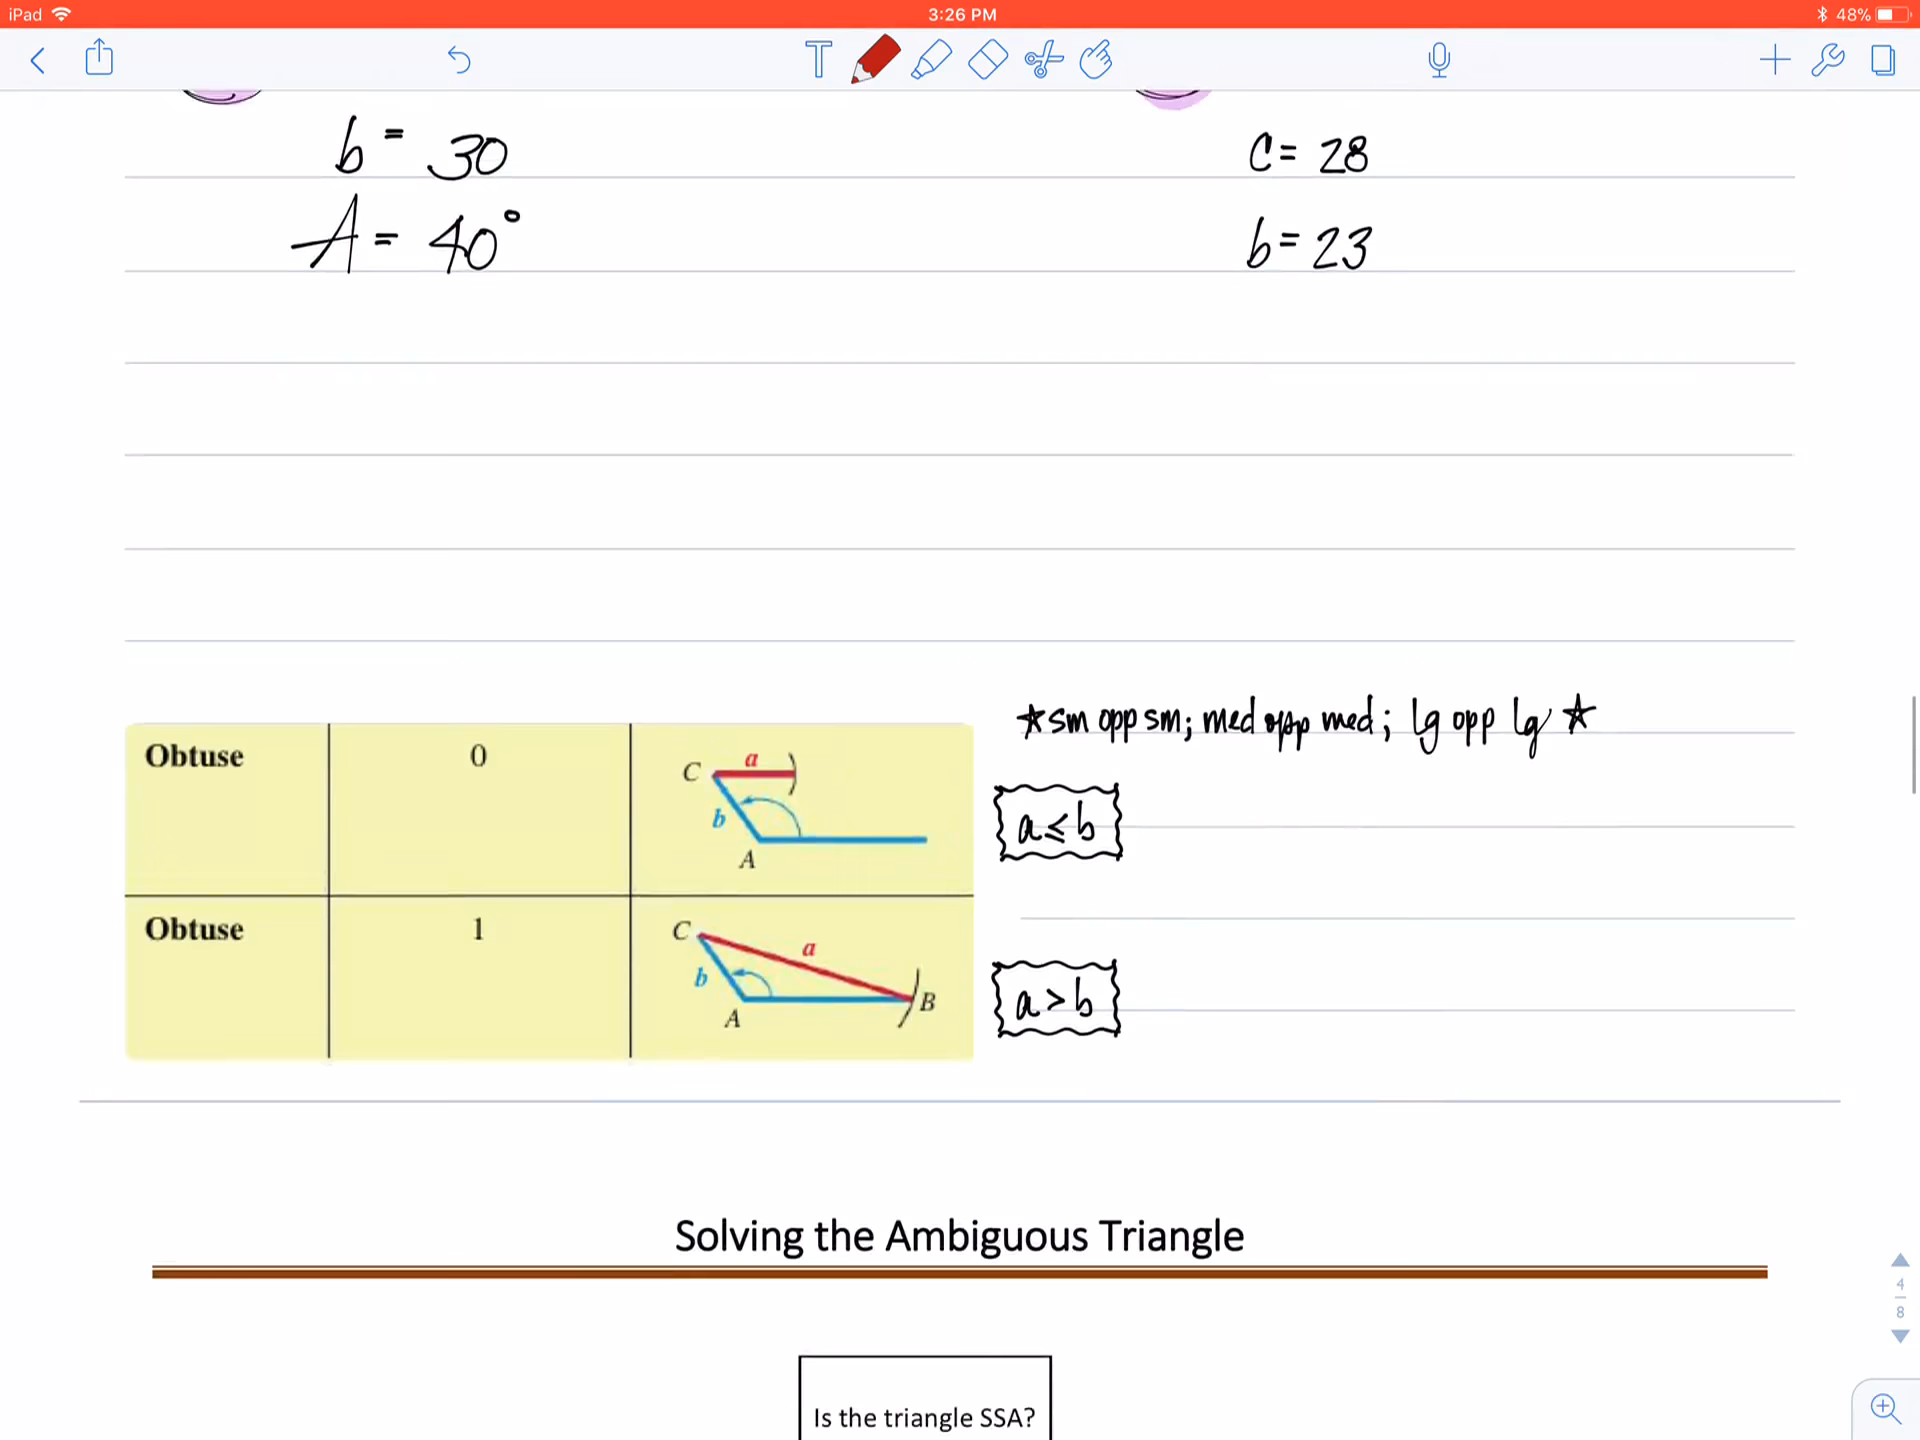 iPad 3:26 PM 48%
T
b = 30
A = 40°
c = 28
b = 23
★ sm opp sm; med opp med; lg opp lg ★
Obtuse 0
C a
b
A
a ≤ b
Obtuse 1
C a
b
A B
a > b
Solving the Ambiguous Triangle
4
8
Is the triangle SSA?